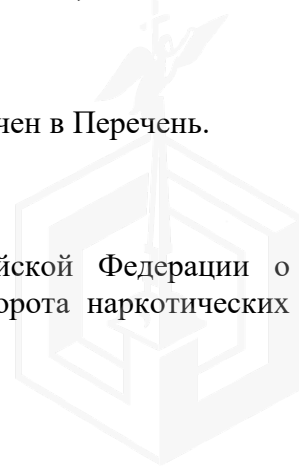 чен в Перечень.
йской Федерации о
орота наркотических